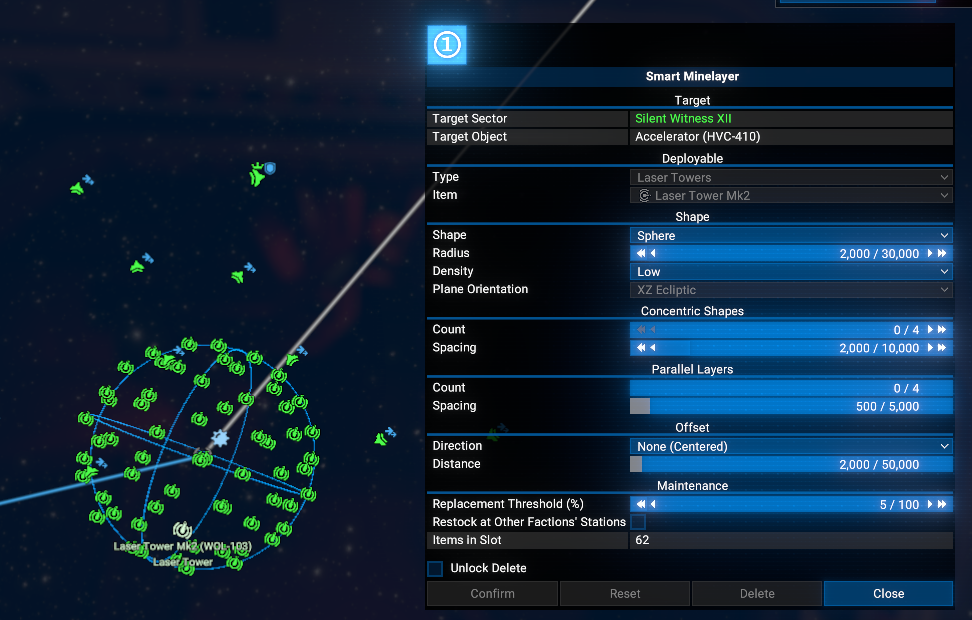 1
Smart Minelayer
Target
Target Sector Silent Witness XII
Target Object Accelerator (HVC-410)
Deployable
Type Laser Towers
Item Laser Tower Mk2
Shape
Shape Sphere
Radius 2,000 / 30,000
Density Low
Plane Orientation XZ Ecliptic
Concentric Shapes
Count 0 / 4
Spacing 2,000 / 10,000
Parallel Layers
Count 0 / 4
Spacing 500 / 5,000
Offset
Direction None (Centered)
Distance 2,000 / 50,000
Maintenance
Replacement Threshold (%) 5 / 100
Restock at Other Factions' Stations
Items in Slot 62
Unlock Delete
Confirm Reset Delete Close
Laser Tower Mk2 (WOL-103)
Laser Tower